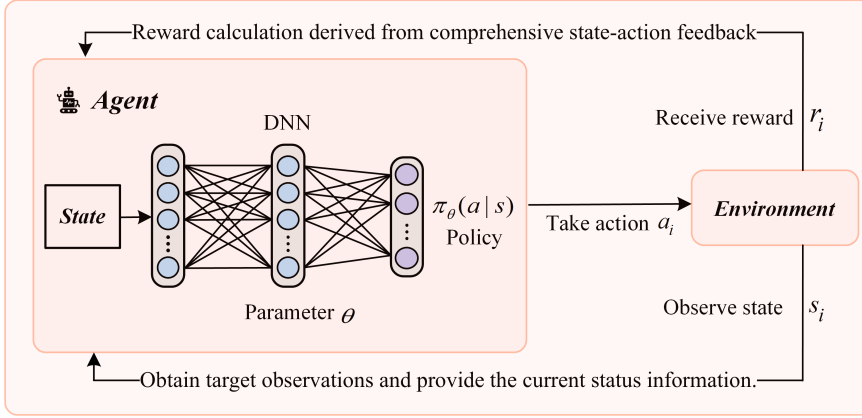 Reward calculation derived from comprehensive state-action feedback
Agent
DNN
Receive reward r_i
State
π_θ(a | s)
Policy
Take action a_i
Environment
Parameter θ
Observe state s_i
Obtain target observations and provide the current status information.